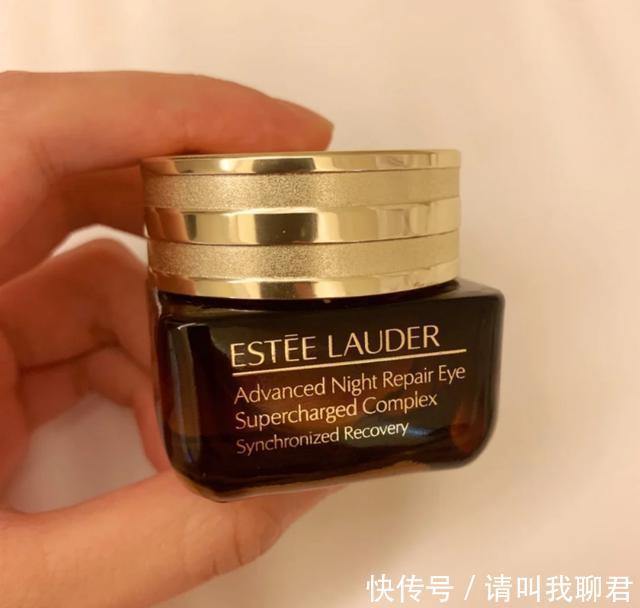 ESTĒE LAUDER
Advanced Night Repair Eye
Supercharged Complex
Synchronized Recovery
快传号 / 请叫我聊君